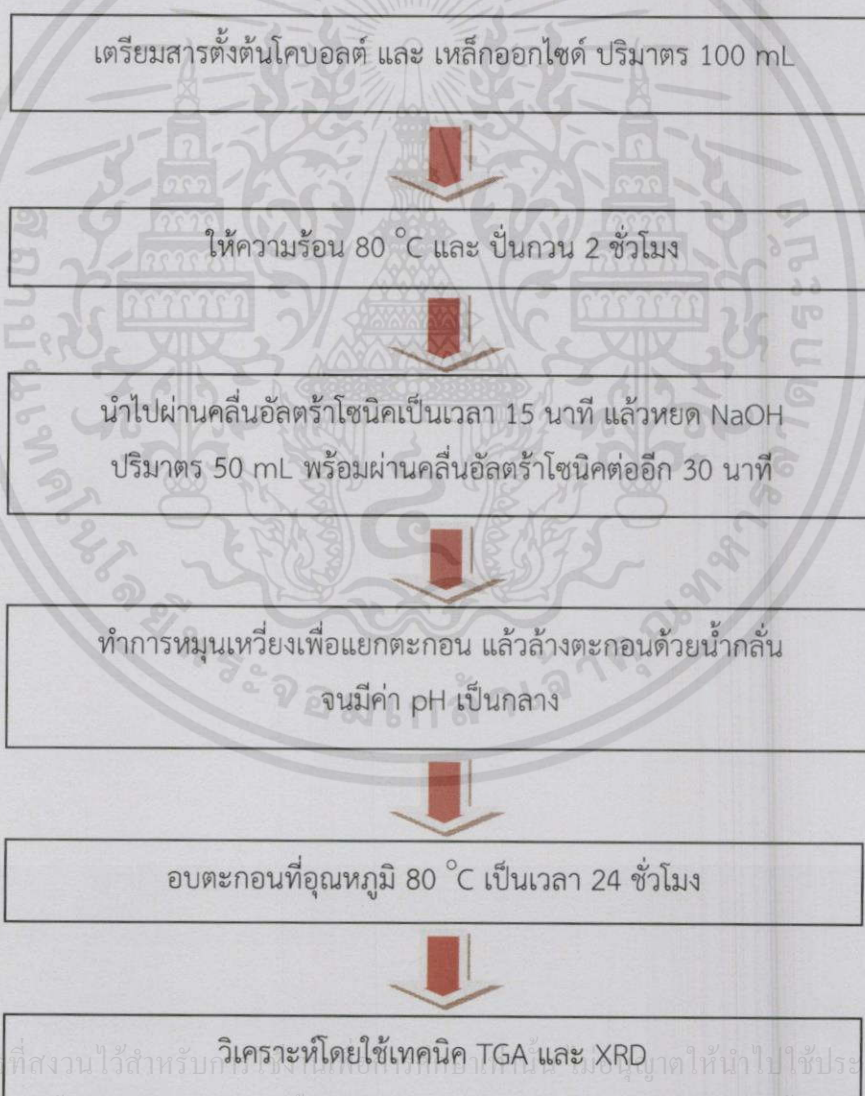 เตรียมสารตั้งต้นโคบอลต์ และ เหล็กออกไซด์ ปริมาตร 100 mL
ให้ความร้อน 80 °C และ ปั่นกวน 2 ชั่วโมง
นำไปผ่านคลื่นอัลตร้าโซนิคเป็นเวลา 15 นาที แล้วหยด NaOH
ปริมาตร 50 mL พร้อมผ่านคลื่นอัลตร้าโซนิคต่ออีก 30 นาที
ทำการหมุนเหวี่ยงเพื่อแยกตะกอน แล้วล้างตะกอนด้วยน้ำกลั่น
จนมีค่า pH เป็นกลาง
อบตะกอนที่อุณหภูมิ 80 °C เป็นเวลา 24 ชั่วโมง
วิเคราะห์โดยใช้เทคนิค TGA และ XRD